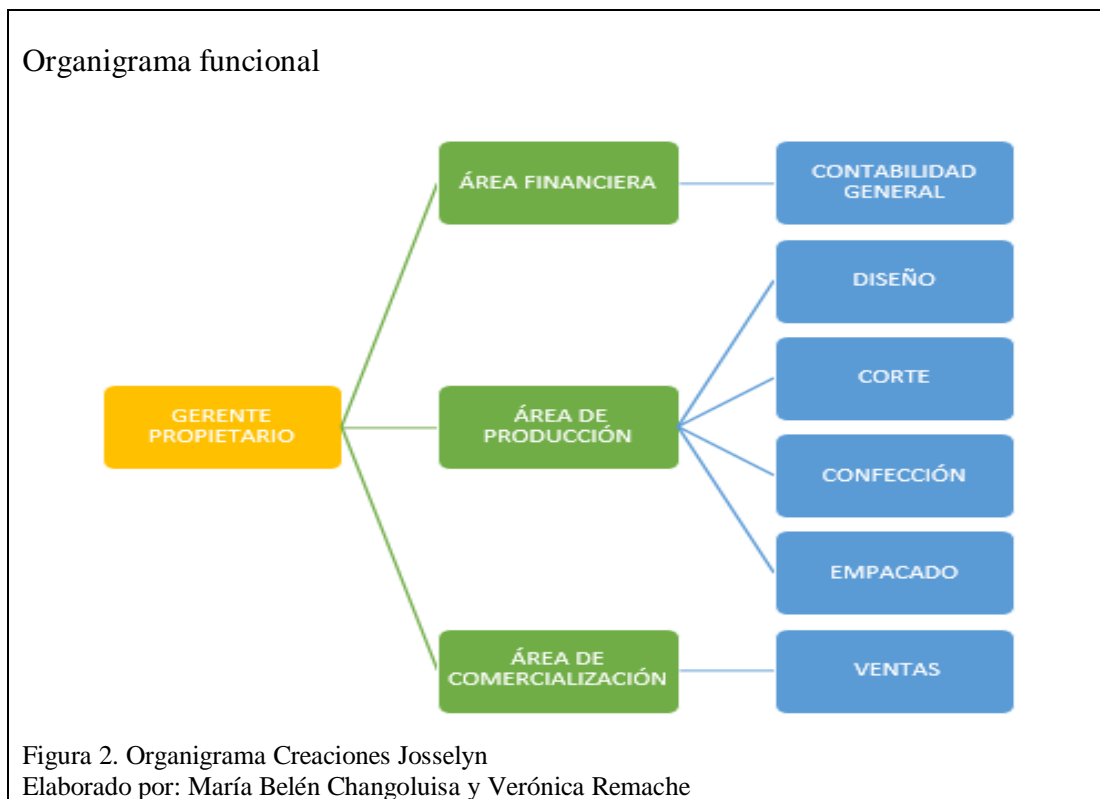 Organigrama funcional
GERENTE
PROPIETARIO
ÁREA FINANCIERA
CONTABILIDAD
GENERAL
ÁREA DE
PRODUCCIÓN
DISEÑO
CORTE
CONFECCIÓN
EMPACADO
ÁREA DE
COMERCIALIZACIÓN
VENTAS
Figura 2. Organigrama Creaciones Josselyn
Elaborado por: María Belén Changoluisa y Verónica Remache